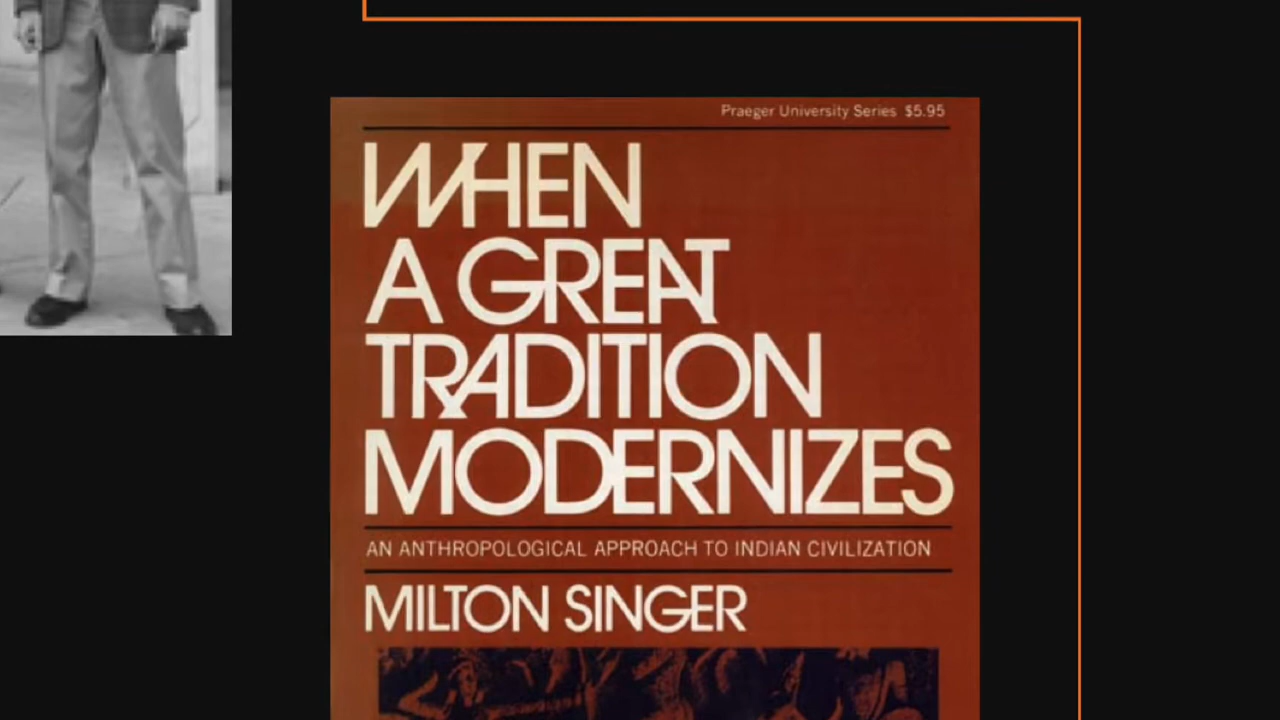 Praeger University Series $5.95
WHEN
A GREAT
TRADITION
MODERNIZES
AN ANTHROPOLOGICAL APPROACH TO INDIAN CIVILIZATION
MILTON SINGER